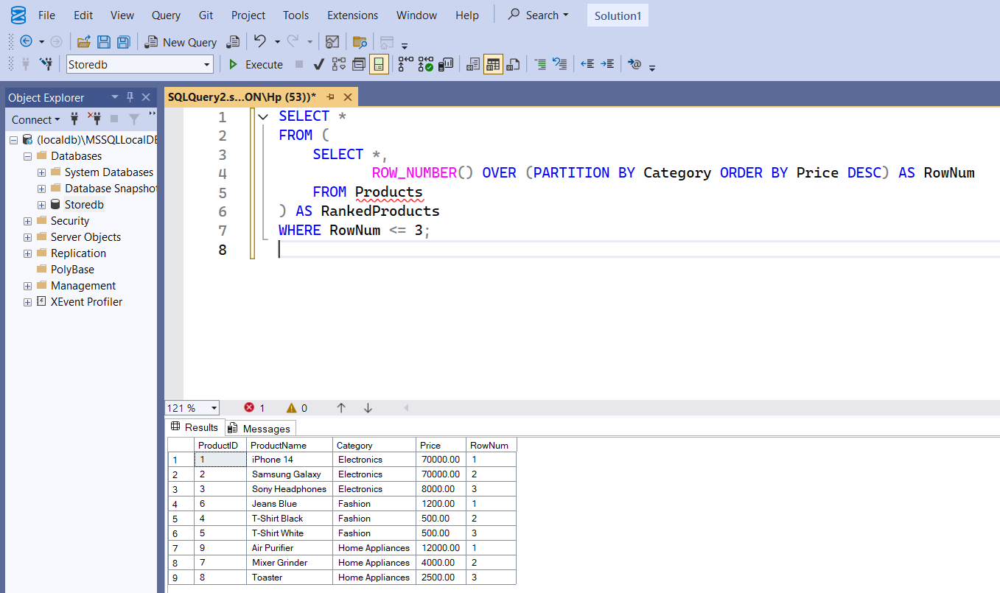 File Edit View Query Git Project Tools Extensions Window Help Search Solution1
New Query
Storedb Execute
Object Explorer
Connect
(localdb)\MSSQLLocalDB
Databases
System Databases
Database Snapshot
Storedb
Security
Server Objects
Replication
PolyBase
Management
XEvent Profiler
SQLQuery2.s...ON\Hp (53))*
1 SELECT *
2 FROM (
3 SELECT *,
4 ROW_NUMBER() OVER (PARTITION BY Category ORDER BY Price DESC) AS RowNum
5 FROM Products
6 ) AS RankedProducts
7 WHERE RowNum <= 3;
8
121 % 1 0
Results Messages
ProductID ProductName Category Price RowNum
1 1 iPhone 14 Electronics 70000.00 1
2 2 Samsung Galaxy Electronics 70000.00 2
3 3 Sony Headphones Electronics 8000.00 3
4 6 Jeans Blue Fashion 1200.00 1
5 4 T-Shirt Black Fashion 500.00 2
6 5 T-Shirt White Fashion 500.00 3
7 9 Air Purifier Home Appliances 12000.00 1
8 7 Mixer Grinder Home Appliances 4000.00 2
9 8 Toaster Home Appliances 2500.00 3